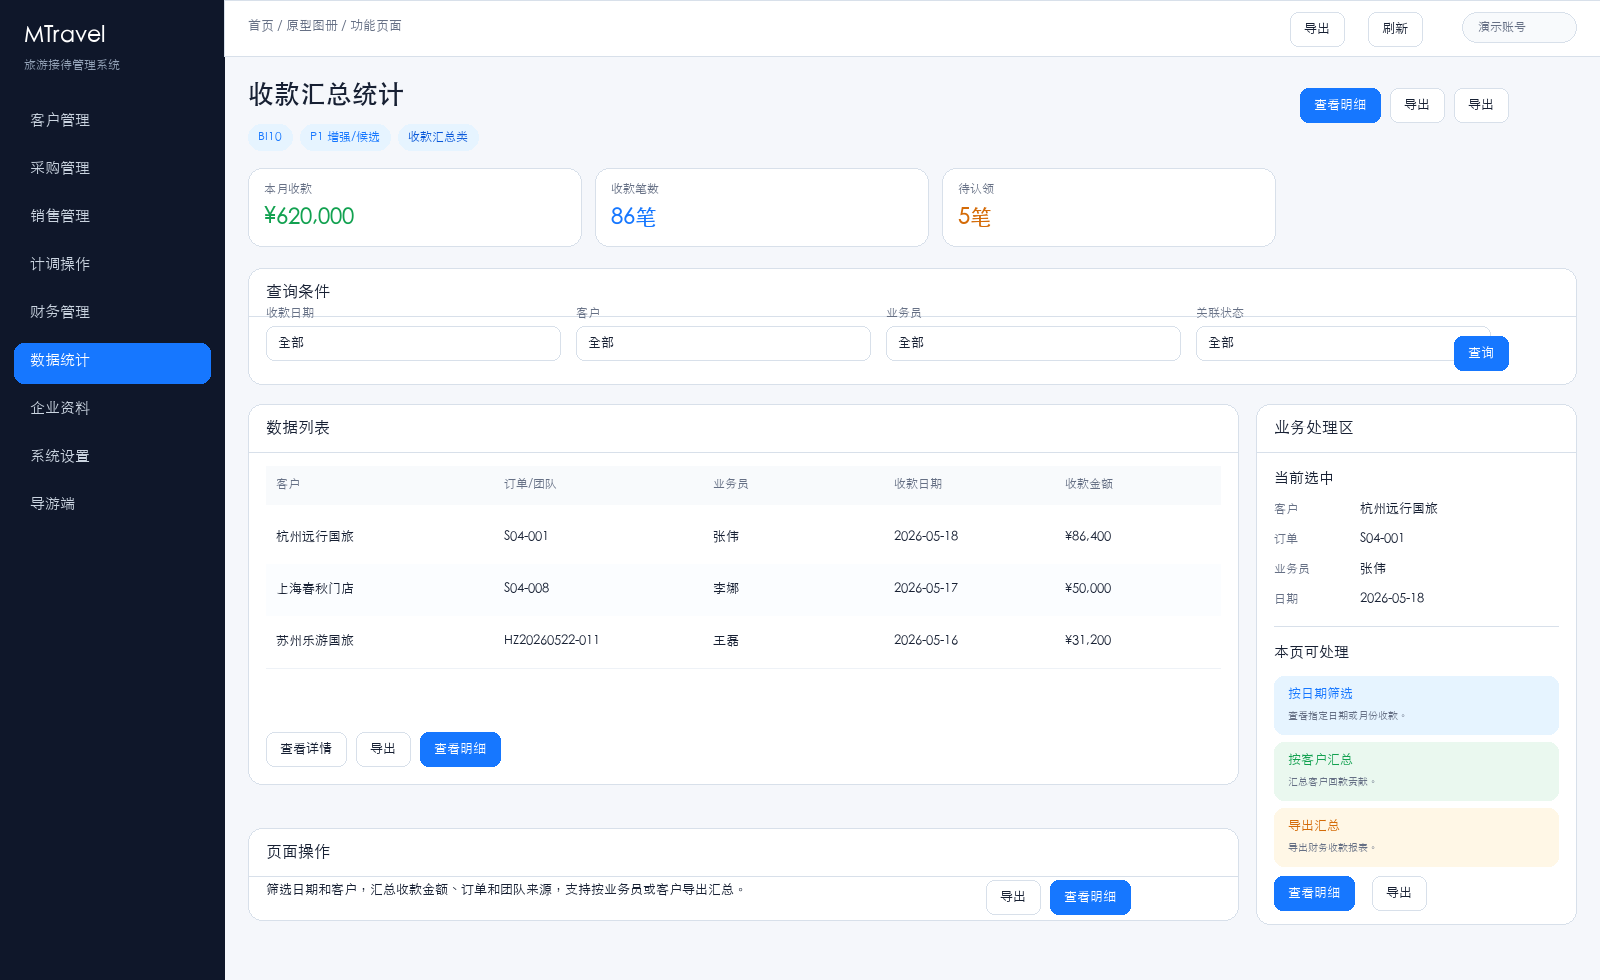 MTravel
旅游接待管理系统
客户管理
采购管理
销售管理
计调操作
财务管理
数据统计
企业资料
系统设置
导游端
首页 / 原型图册 / 功能页面
导出
刷新
演示账号
收款汇总统计
查看明细
导出
导出
BI10
P1 增强/候选
收款汇总类
本月收款
¥620,000
收款笔数
86笔
待认领
5笔
查询条件
收款日期
客户
业务员
关联状态
全部
全部
全部
全部
查询
数据列表
客户 订单/团队 业务员 收款日期 收款金额
杭州远行国旅 S04-001 张伟 2026-05-18 ¥86,400
上海春秋门店 S04-008 李娜 2026-05-17 ¥50,000
苏州乐游国旅 HZ20260522-011 王磊 2026-05-16 ¥31,200
查看详情
导出
查看明细
页面操作
筛选日期和客户，汇总收款金额、订单和团队来源，支持按业务员或客户导出汇总。
导出
查看明细
业务处理区
当前选中
客户 杭州远行国旅
订单 S04-001
业务员 张伟
日期 2026-05-18
本页可处理
按日期筛选
查看指定日期或月份收款。
按客户汇总
汇总客户回款贡献。
导出汇总
导出财务收款报表。
查看明细
导出